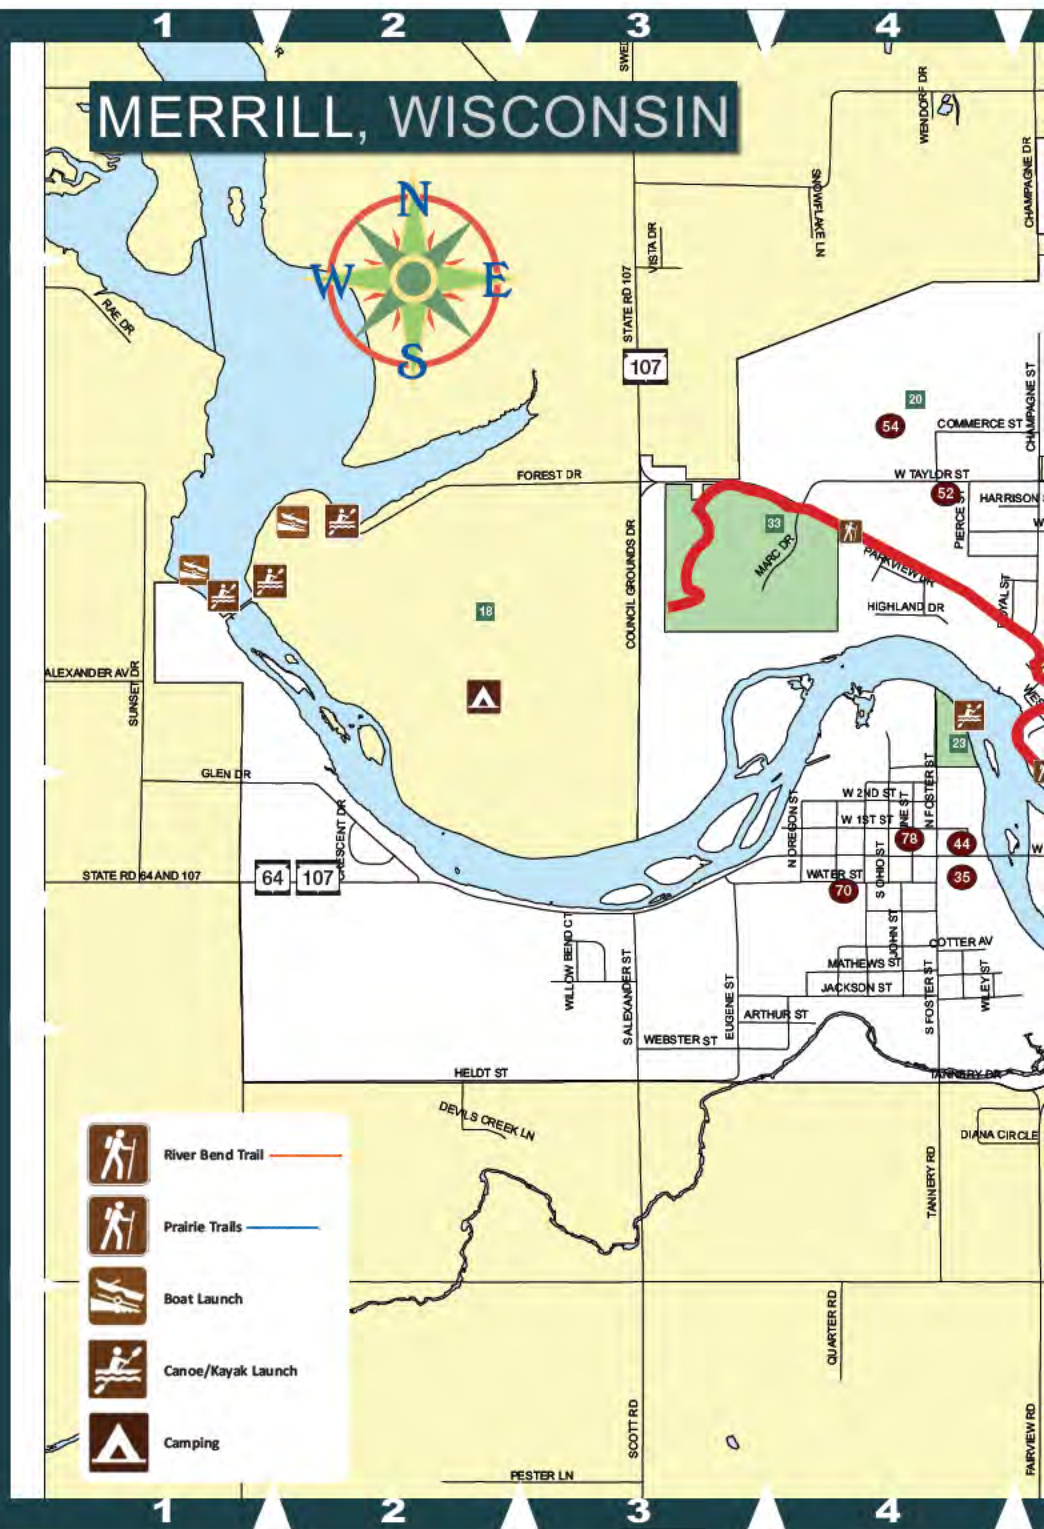 1 2 3 4
MERRILL, WISCONSIN
N
W E
S
WENDORF DR
CHAMPAGNE DR
SNOWFLAKE LN
VISTA DR
RAE DR
STATE RD 107
107
20
54
COMMERCE ST
CHAMPAGNE ST
FOREST DR
W TAYLOR ST
52
HARRISON
PIERCE ST
33
MARC DR
PARKVIEW DR
HIGHLAND DR
COUNCIL GROUNDS DR
18
ALEXANDER AV DR
SUNSET DR
23
GLEN DR
W 2ND ST
N FOSTER ST
W 1ST ST
N OREGON ST
78
44
STATE RD 64 AND 107
64 107
WATER ST
S OHIO ST
35
70
WILLOW BEND CT
S ALEXANDER ST
JOHN ST
COTTER AV
MATHEWS ST
JACKSON ST
WILEY ST
S FOSTER ST
EUGENE ST
ARTHUR ST
WEBSTER ST
HELDT ST
TANNERY DR
DEVILS CREEK LN
DIANA CIRCLE
TANNERY RD
River Bend Trail
Prairie Trails
Boat Launch
Canoe/Kayak Launch
Camping
QUARTER RD
SCOTT RD
FAIRVIEW RD
PESTER LN
1 2 3 4